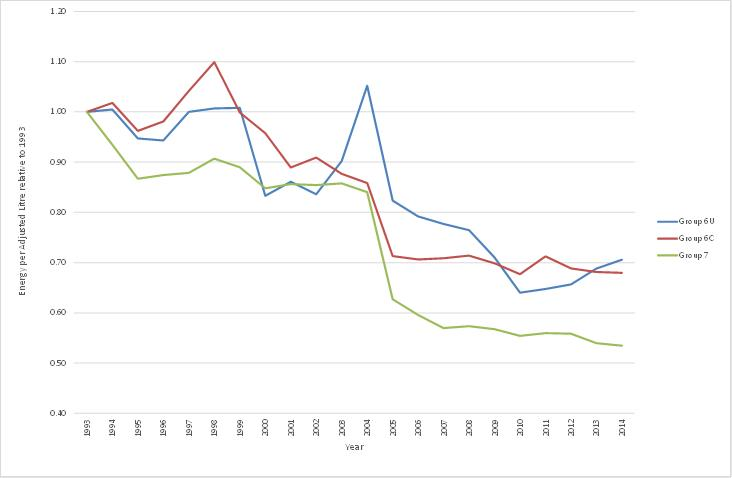 1.20
1.10
1.00
0.90
0.80
0.70
0.60
0.50
0.40
Energy per Adjusted Litre relative to 1993
1993 1994 1995 1996 1997 1998 1999 2000 2001 2002 2003 2004 2005 2006 2007 2008 2009 2010 2011 2012 2013 2014
Year
Group 6U
Group 6C
Group 7